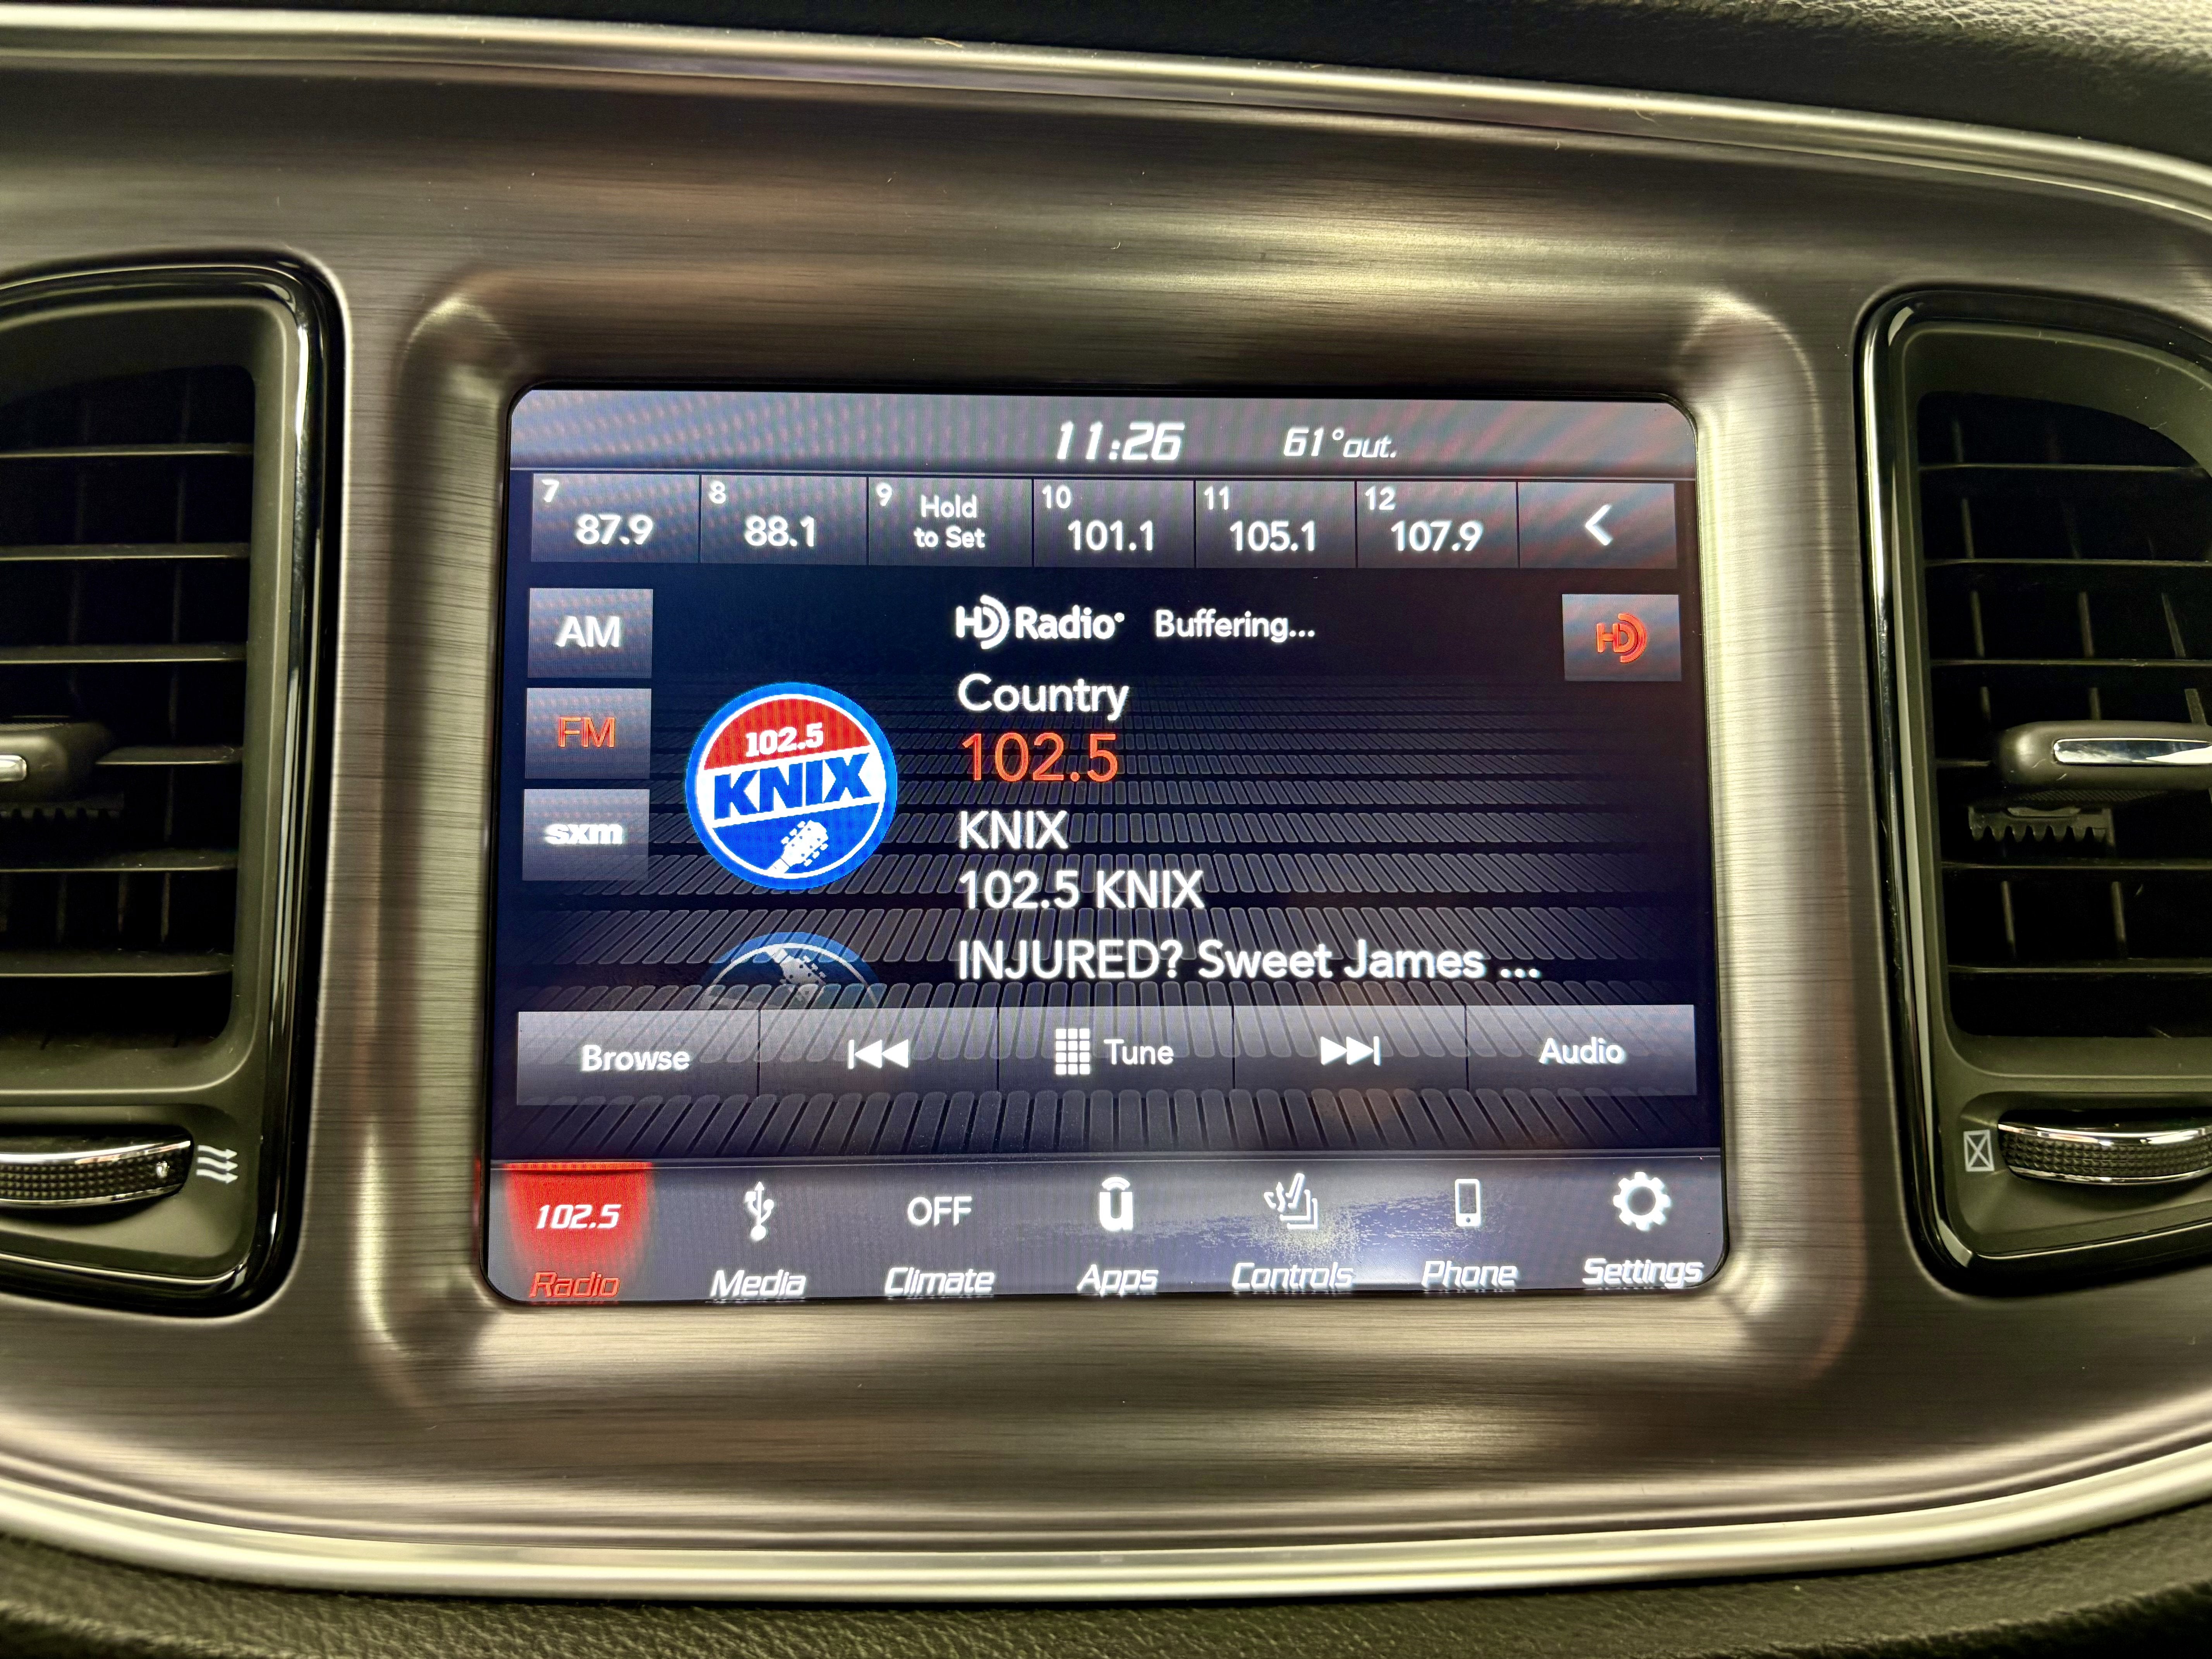 11:26 61°out.
7 87.9 8 88.1 9 Hold to Set 10 101.1 11 105.1 12 107.9
AM
HD Radio® Buffering...
HD
Country
FM
102.5
102.5
KNIX
KNIX
sxm
102.5 KNIX
INJURED? Sweet James ...
Browse Tune Audio
102.5 OFF u
Radio Media Climate Apps Controls Phone Settings